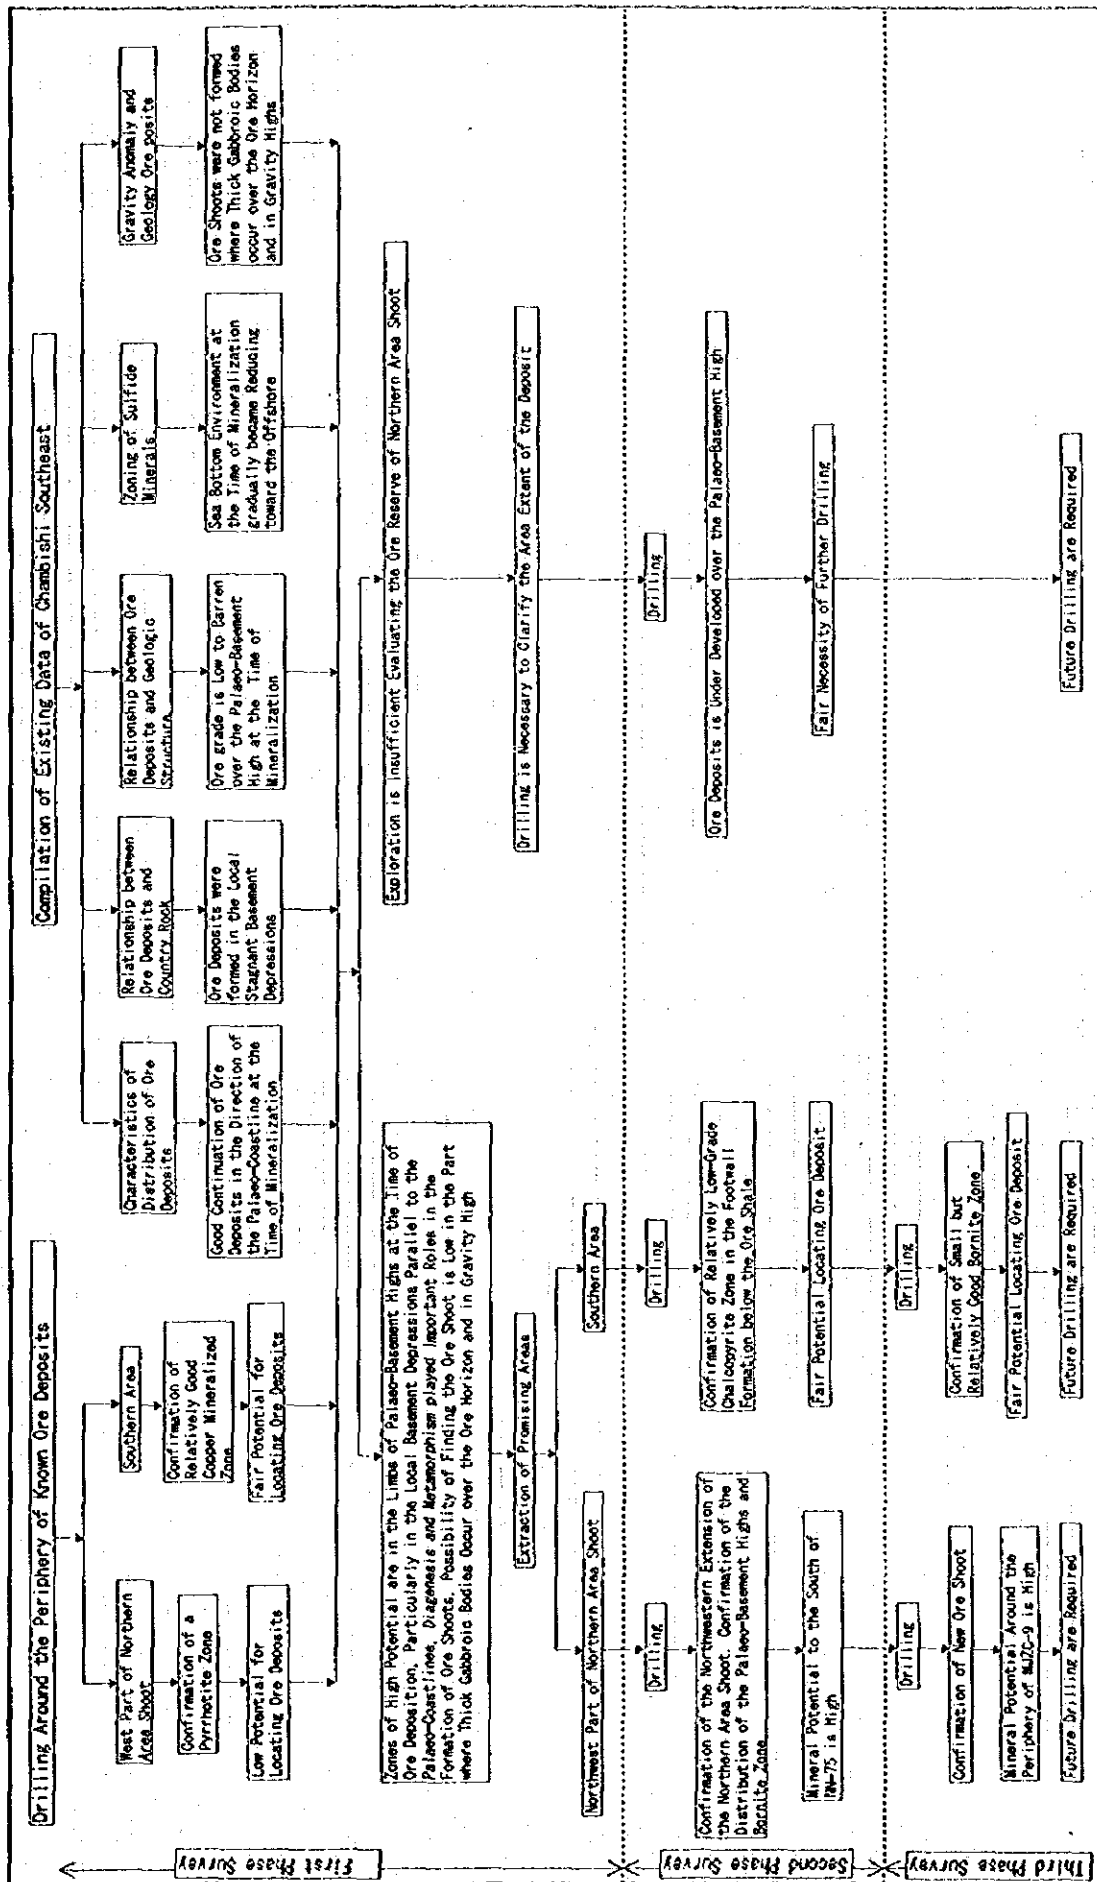 Drilling Around the Periphery of Known Ore Deposits
Compilation of Existing Data of Chambishi Southeast
West Part of Northern
Area Shoot
Southern Area
Characteristics of
Distribution of Ore
Deposits
Relationship between
Ore Deposits and
Country Rock
Relationship between Ore
Deposits and Geologic
Structure
Zoning of Sulfide
Minerals
Gravity Anomaly and
Geology Ore posits
Confirmation of a
Pyrrhotite Zone
Confirmation of
Relatively Good
Copper Mineralized
Zone
Good Continuation of Ore
Deposits in the Direction of
the Palaeo-Coastline at the
Time of Mineralization
Ore Deposits were
formed in the Local
Stagnant Basement
Depressions
Ore grade is Low to Barren
over the Palaeo-Basement
High at the Time of
Mineralization
Sea Bottom Environment at
the Time of Mineralization
gradually became Reducing
toward the Offshore
Ore Shoots were not formed
where Thick Gabbroic Bodies
occur over the Ore Horizon
and in Gravity Highs
Low Potential for
Locating Ore Deposits
Fair Potential for
Locating Ore Deposits
Zones of High Potential are in the Limbs of Palaeo-Basement Highs at the Time of
Ore Deposition, Particularly in the Local Basement Depressions Parallel to the
Palaeo-Coastlines, Diagenesis and Metamorphism played Important Roles in the
Formation of Ore Shoots. Possibility of Finding the Ore Shoot is Low in the Part
where Thick Gabbroic Bodies Occur over the Ore Horizon and in Gravity High
Exploration is Insufficient Evaluating the Ore Reserve of Northern Area Shoot
Extraction of Promising Areas
Drilling is Necessary to Clarify the Area Extent of the Deposit
Northwest Part of Northern Area Shoot
Southern Area
First Phase Survey
Drilling
Drilling
Drilling
Confirmation of the Northwestern Extension of
the Northern Area Shoot. Confirmation of the
Distribution of the Palaeo-Basement Highs and
Bornite Zone
Confirmation of Relatively Low-Grade
Chalcopyrite Zone in the Footwall
Formation below the Ore Shale
Ore Deposits is Under Developed over the Palaeo-Basement High
Mineral Potential to the South of
RN-75 is High
Fair Potential Locating Ore Deposit
Fair Necessity of Further Drilling
Second Phase Survey
Drilling
Drilling
Confirmation of New Ore Shoot
Confirmation of Small but
Relatively Good Bornite Zone
Mineral Potential Around the
Periphery of MJZC-9 is High
Fair Potential Locating Ore Deposit
Future Drilling are Required
Future Drilling are Required
Future Drilling are Required
Third Phase Survey